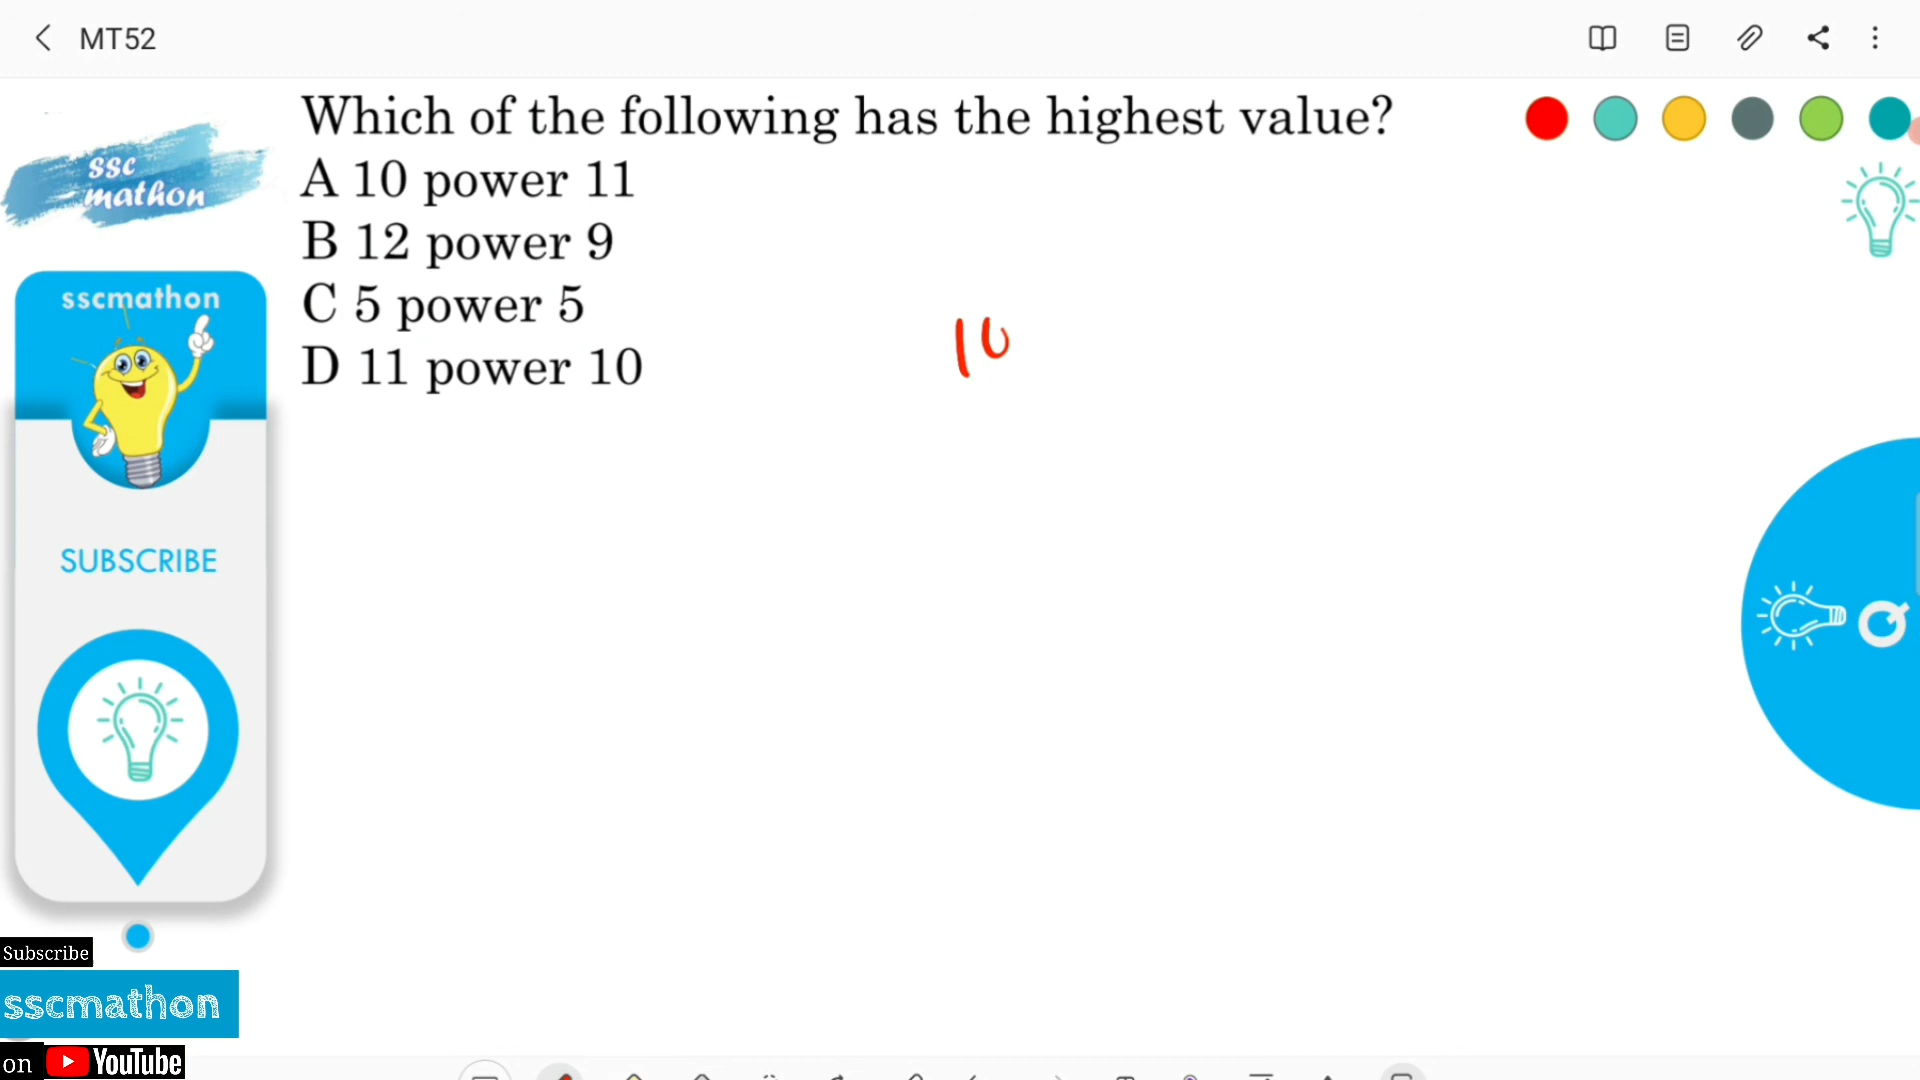 MT52
Which of the following has the highest value?
A 10 power 11
B 12 power 9
C 5 power 5
D 11 power 10
10
ssc
mathon
sscmathon
SUBSCRIBE
Q
Subscribe
sscmathon
on YouTube